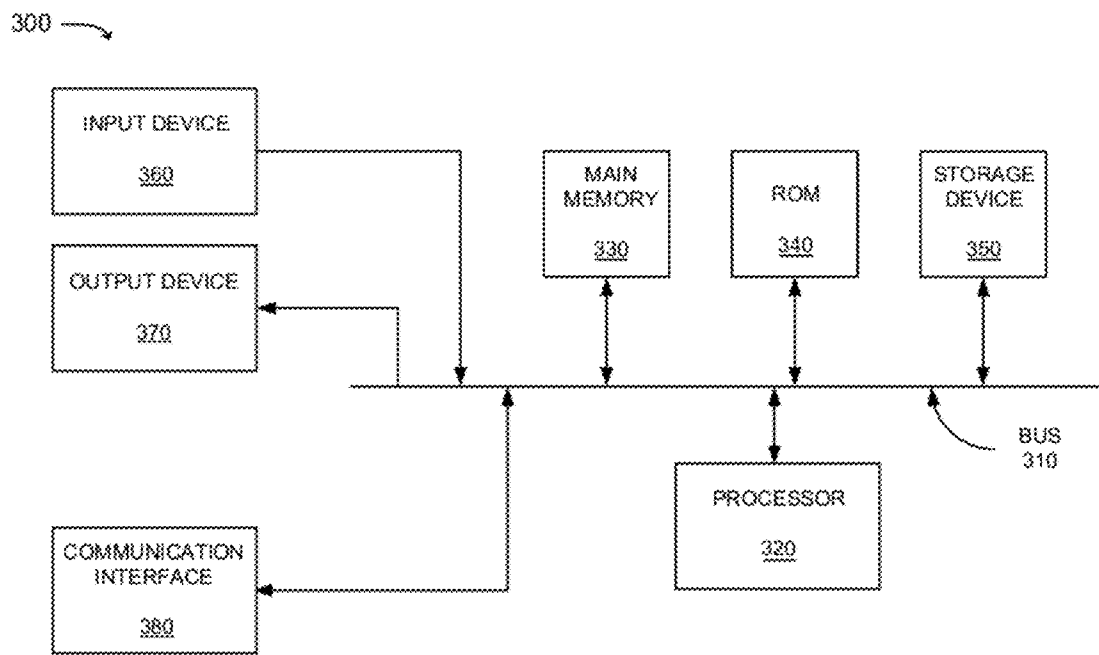 300
INPUT DEVICE
360
OUTPUT DEVICE
370
COMMUNICATION
INTERFACE
380
MAIN
MEMORY
330
ROM
340
STORAGE
DEVICE
350
BUS
310
PROCESSOR
320